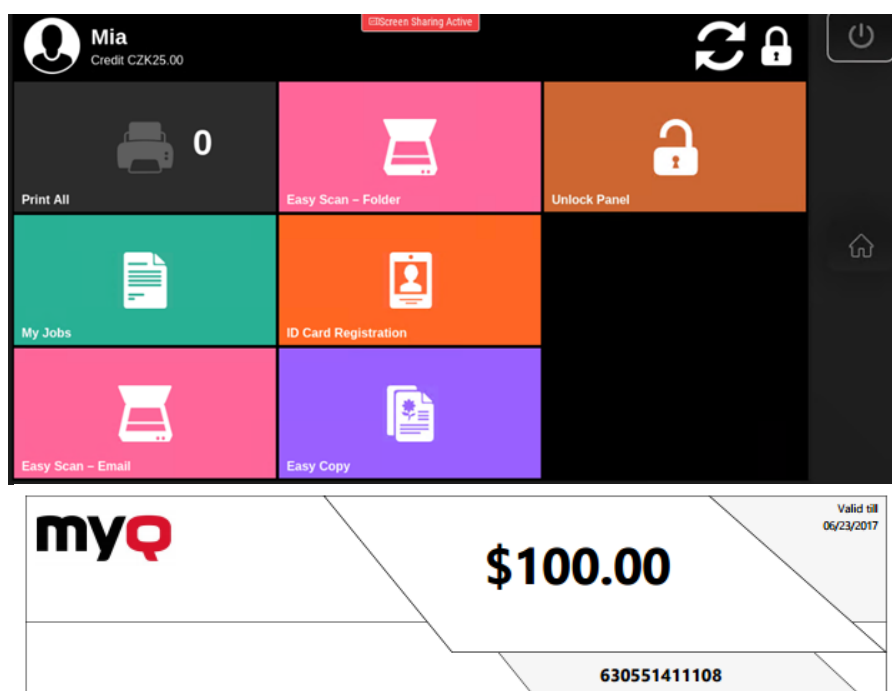 Screen Sharing Active
Mia
Credit CZK25.00
0
Print All
Easy Scan – Folder
Unlock Panel
My Jobs
ID Card Registration
Easy Scan – Email
Easy Copy
myQ
Valid till
06/23/2017
$100.00
630551411108